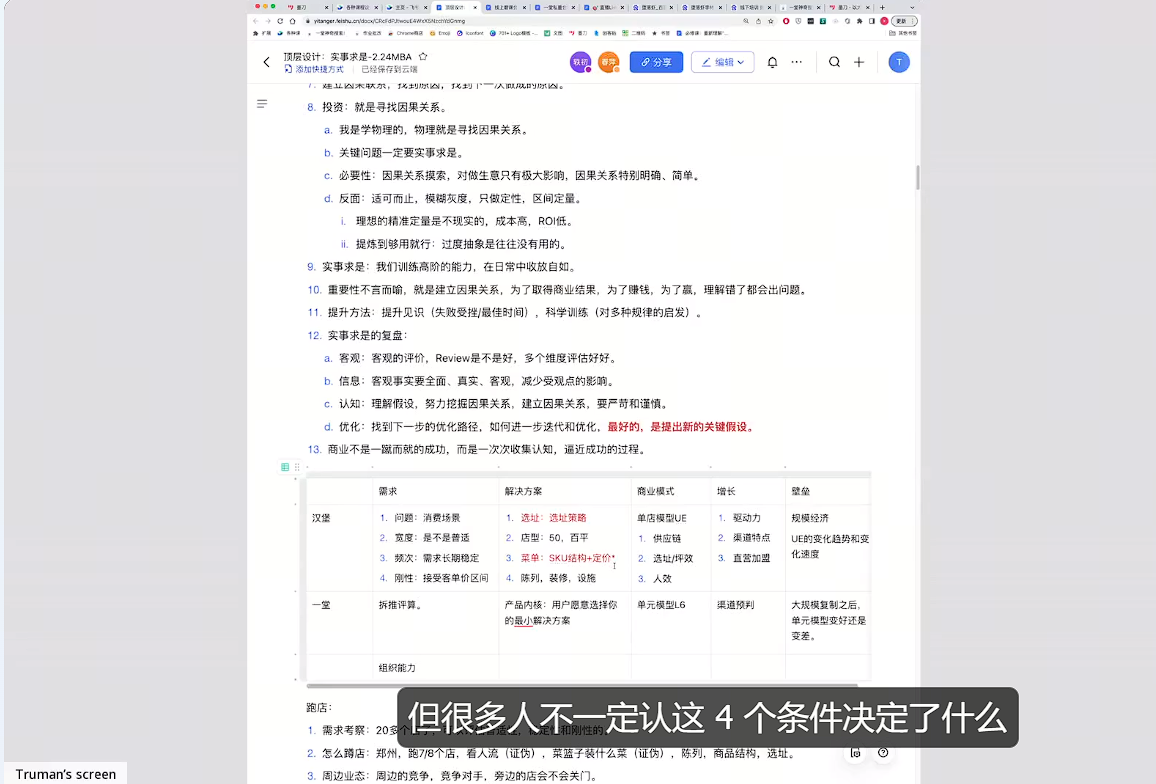 顶层设计：实事求是-2.24MBA
添加快捷方式 已经保存到云端
分享
编辑
T
yitanger.feishu.cn
7. 建立因果联系，找到原因，找到下一次做成的原因。
8. 投资：就是寻找因果关系。
a. 我是学物理的，物理就是寻找因果关系。
b. 关键问题一定要实事求是。
c. 必要性：因果关系摸索，对做生意只有极大影响，因果关系特别明确、简单。
d. 反面：适可而止，模糊灰度，只做定性，区间定量。
i. 理想的精准定量是不现实的，成本高，ROI低。
ii. 提炼到够用就行：过度抽象是往往没有用的。
9. 实事求是：我们训练高阶的能力，在日常中收放自如。
10. 重要性不言而喻，就是建立因果关系，为了取得商业结果，为了赚钱，为了赢，理解错了都会出问题。
11. 提升方法：提升见识（失败受挫/最佳时间），科学训练（对多种规律的启发）。
12. 实事求是的复盘：
a. 客观：客观的评价，Review是不是好，多个维度评估好好。
b. 信息：客观事实要全面、真实、客观，减少受观点的影响。
c. 认知：理解假设，努力挖掘因果关系，建立因果关系，要严苛和谨慎。
d. 优化：找到下一步的优化路径，如何进一步迭代和优化，最好的，是提出新的关键假设。
13. 商业不是一蹴而就的成功，而是一次次收集认知，逼近成功的过程。
需求 解决方案 商业模式 增长 壁垒
汉堡 1. 问题：消费场景 1. 选址：选址策略 单店模型UE 1. 驱动力 规模经济
2. 宽度：是不是普适 2. 店型：50，百平 1. 供应链 2. 渠道特点 UE的变化趋势和变
3. 频次：需求长期稳定 3. 菜单：SKU结构+定价* 2. 选址/坪效 3. 直营加盟 化速度
4. 刚性：接受客单价区间 4. 陈列，装修，设施 3. 人效
一堂 拆推评算。 产品内核：用户愿意选择你 单元模型L6 渠道预判 大规模复制之后，
的最小解决方案 单元模型变好还是
变差。
组织能力
跑店：
但很多人不一定认这 4 个条件决定了什么
1. 需求考察：20多个
2. 怎么蹲店：郑州，跑7/8个店，看人流（证伪），菜篮子装什么菜（证伪），陈列，商品结构，选址。
3. 周边业态：周边的竞争，竞争对手，旁边的店会不会关门。
Truman's screen